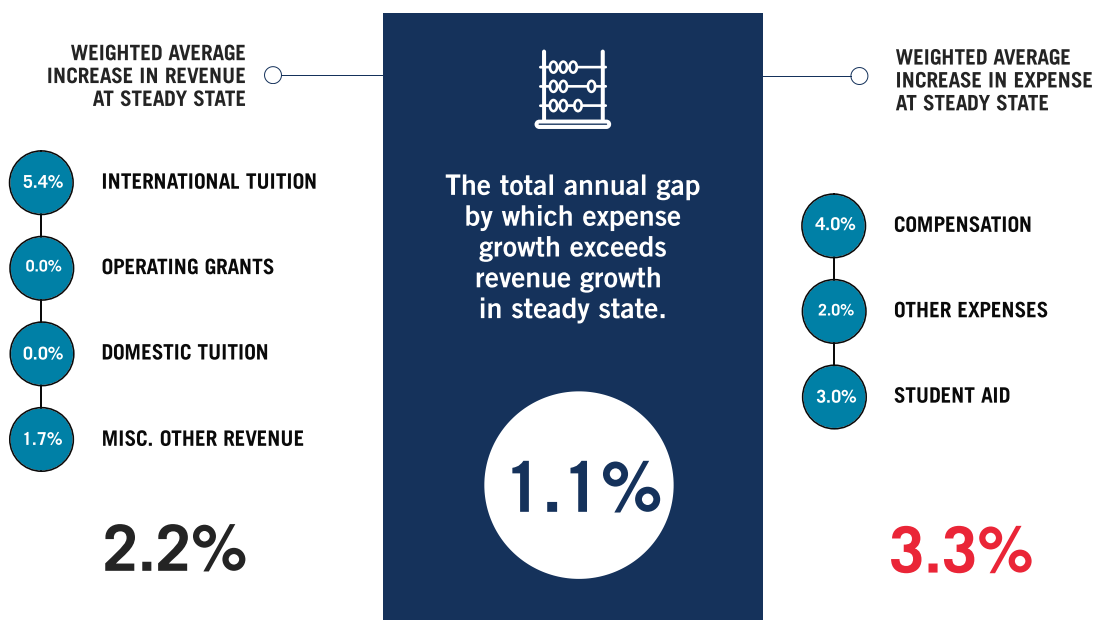 WEIGHTED AVERAGE
INCREASE IN REVENUE
AT STEADY STATE
5.4%
INTERNATIONAL TUITION
0.0%
OPERATING GRANTS
0.0%
DOMESTIC TUITION
1.7%
MISC. OTHER REVENUE
2.2%
The total annual gap
by which expense
growth exceeds
revenue growth
in steady state.
1.1%
WEIGHTED AVERAGE
INCREASE IN EXPENSE
AT STEADY STATE
4.0%
COMPENSATION
2.0%
OTHER EXPENSES
3.0%
STUDENT AID
3.3%